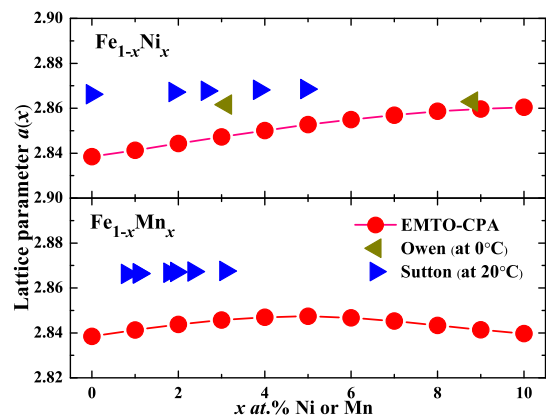 2.90
Fe1-xNix
2.88
2.86
2.84
2.90
Fe1-xMnx
EMTO-CPA
2.88
Owen (at 0°C)
Sutton (at 20°C)
2.86
2.84
2.82
0 2 4 6 8 10
x at.% Ni or Mn
Lattice parameter a(x)